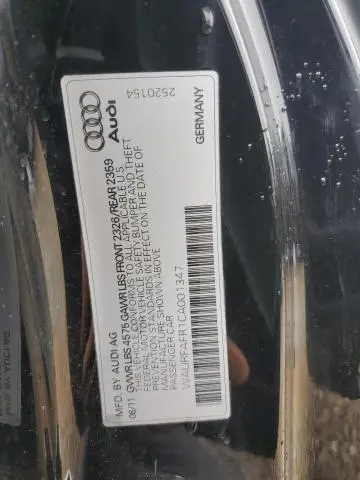 MFD. BY AUDI AG
06/11 GVWR LBS 4576 GAWR LBS FRONT 2326/REAR 2359
THIS VEHICLE CONFORMS TO ALL APPLICABLE U.S.
FEDERAL MOTOR VEHICLE SAFETY BUMPER AND THEFT
PREVENTION STANDARDS IN EFFECT ON THE DATE OF
MANUFACTURE SHOWN ABOVE
PASSENGER CAR
WAURFAFR1CA001347
Audi
2520154
GERMANY